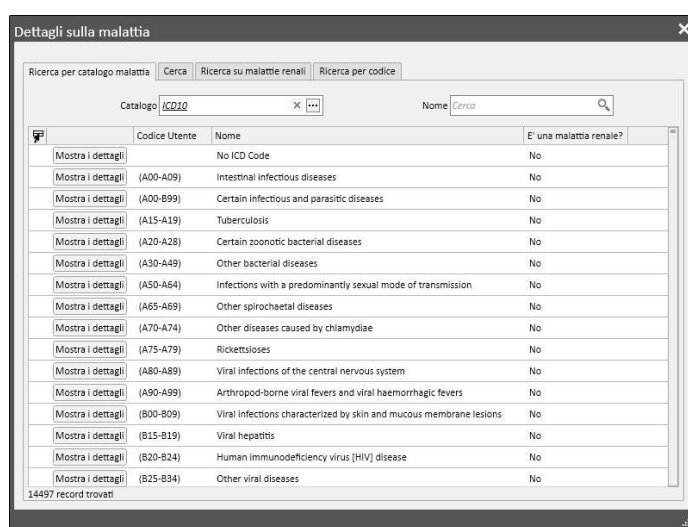 Dettagli sulla malattia
Ricerca per catalogo malattia Cerca Ricerca su malattie renali Ricerca per codice
Catalogo ICD10 Nome Cerca
Codice Utente Nome E' una malattia renale?
Mostra i dettagli No ICD Code No
Mostra i dettagli (A00-A09) Intestinal infectious diseases No
Mostra i dettagli (A00-B99) Certain infectious and parasitic diseases No
Mostra i dettagli (A15-A19) Tuberculosis No
Mostra i dettagli (A20-A28) Certain zoonotic bacterial diseases No
Mostra i dettagli (A30-A49) Other bacterial diseases No
Mostra i dettagli (A50-A64) Infections with a predominantly sexual mode of transmission No
Mostra i dettagli (A65-A69) Other spirochaetal diseases No
Mostra i dettagli (A70-A74) Other diseases caused by chlamydiae No
Mostra i dettagli (A75-A79) Rickettsioses No
Mostra i dettagli (A80-A89) Viral infections of the central nervous system No
Mostra i dettagli (A90-A99) Arthropod-borne viral fevers and viral haemorrhagic fevers No
Mostra i dettagli (B00-B09) Viral infections characterized by skin and mucous membrane lesions No
Mostra i dettagli (B15-B19) Viral hepatitis No
Mostra i dettagli (B20-B24) Human immunodeficiency virus [HIV] disease No
Mostra i dettagli (B25-B34) Other viral diseases No
14497 record trovati